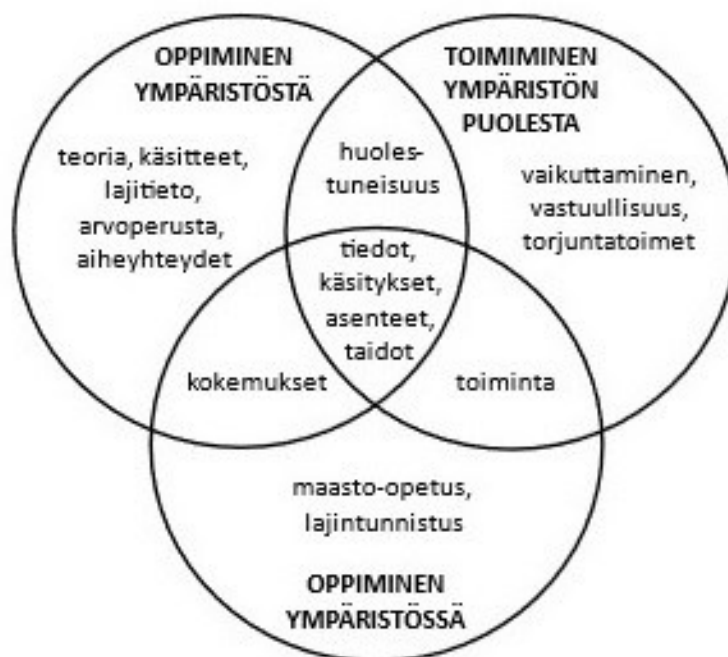 OPPIMINEN
YMPÄRISTÖSTÄ
teoria, käsitteet,
lajitieto,
arvoperusta,
aiheyhteydet
TOIMIMINEN
YMPÄRISTÖN
PUOLESTA
vaikuttaminen,
vastuullisuus,
torjuntatoimet
huoles-
tuneisuus
tiedot,
käsitykset,
asenteet,
taidot
kokemukset
toiminta
maasto-opetus,
lajintunnistus
OPPIMINEN
YMPÄRISTÖSSÄ